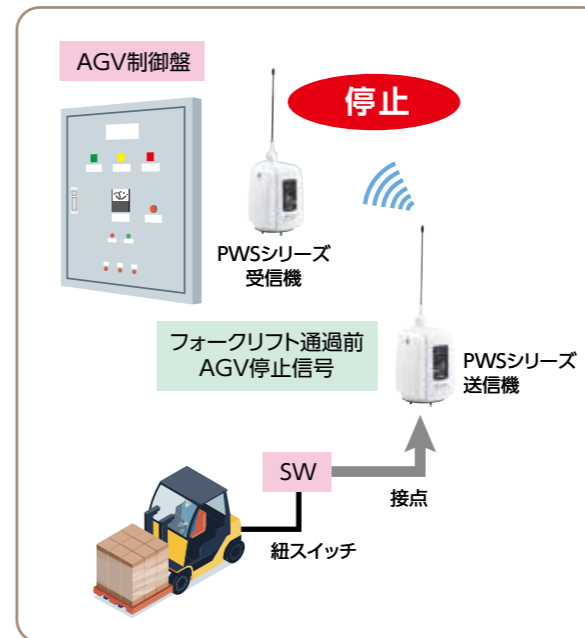 AGV制御盤
停止
PWSシリーズ
受信機
フォークリフト通過前
AGV停止信号
PWSシリーズ
送信機
SW
接点
紐スイッチ